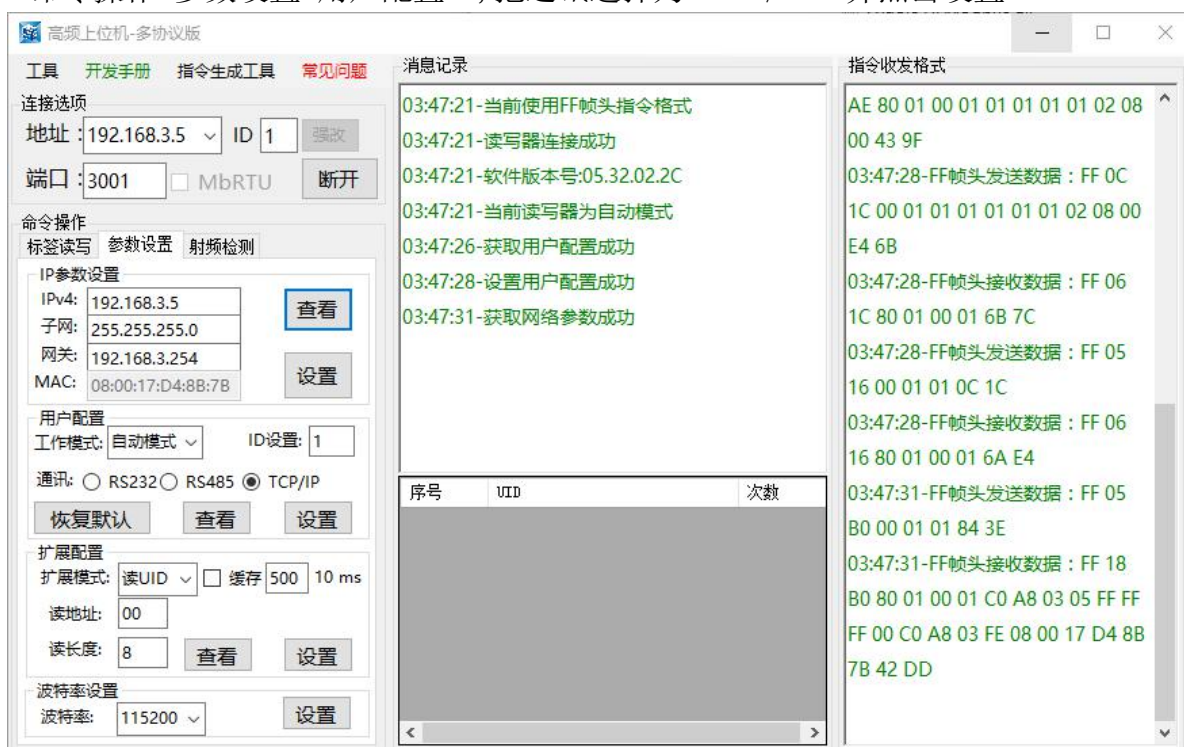 高频上位机-多协议版
工具 开发手册 指令生成工具 常见问题
连接选项
地址：192.168.3.5 ID 1 强改
端口：3001 MbRTU 断开
命令操作
标签读写 参数设置 射频检测
IP参数设置
IPv4: 192.168.3.5 查看
子网: 255.255.255.0
网关: 192.168.3.254
MAC: 08:00:17:D4:8B:7B 设置
用户配置
工作模式: 自动模式 ID设置: 1
通讯: RS232 RS485 TCP/IP
恢复默认 查看 设置
扩展配置
扩展模式: 读UID 缓存 500 10 ms
读地址: 00
读长度: 8 查看 设置
波特率设置
波特率: 115200 设置
消息记录
03:47:21-当前使用FF帧头指令格式
03:47:21-读写器连接成功
03:47:21-软件版本号:05.32.02.2C
03:47:21-当前读写器为自动模式
03:47:26-获取用户配置成功
03:47:28-设置用户配置成功
03:47:31-获取网络参数成功
序号 UID 次数
指令收发格式
AE 80 01 00 01 01 01 01 01 02 08
00 43 9F
03:47:28-FF帧头发送数据：FF 0C
1C 00 01 01 01 01 01 01 02 08 00
E4 6B
03:47:28-FF帧头接收数据：FF 06
1C 80 01 00 01 6B 7C
03:47:28-FF帧头发送数据：FF 05
16 00 01 01 0C 1C
03:47:28-FF帧头接收数据：FF 06
16 80 01 00 01 6A E4
03:47:31-FF帧头发送数据：FF 05
B0 00 01 01 84 3E
03:47:31-FF帧头接收数据：FF 18
B0 80 01 00 01 C0 A8 03 05 FF FF
FF 00 C0 A8 03 FE 08 00 17 D4 8B
7B 42 DD